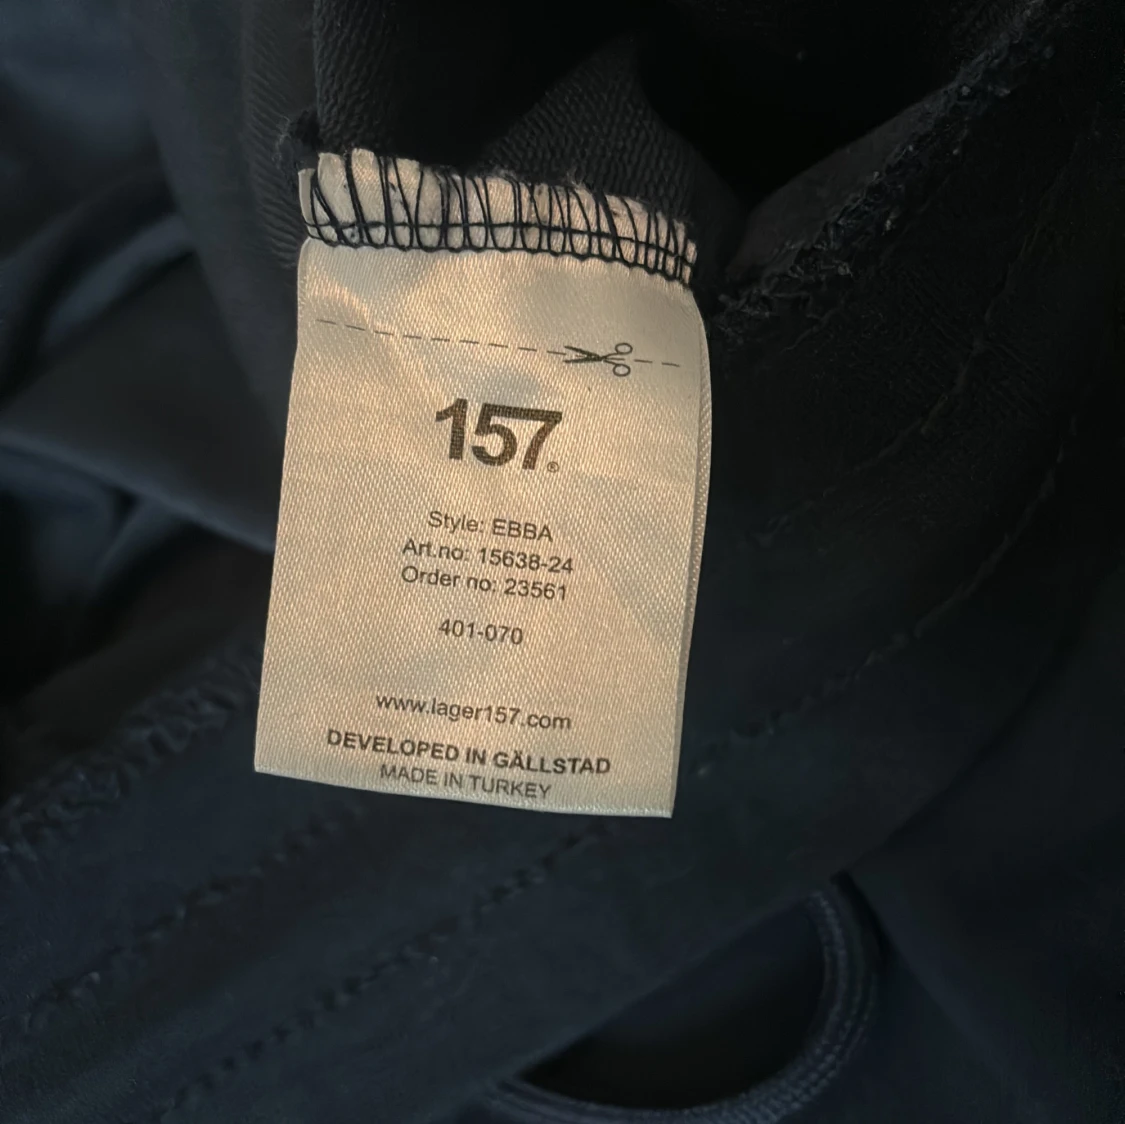 157®
Style: EBBA
Art.no: 15638-24
Order no: 23561
401-070
www.lager157.com
DEVELOPED IN GÄLLSTAD
MADE IN TURKEY